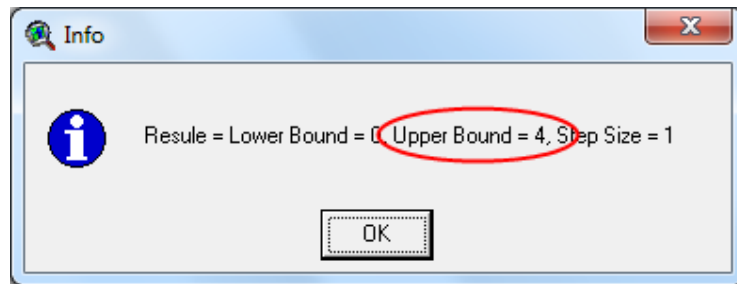 Info
Resule = Lower Bound = 0, Upper Bound = 4, Step Size = 1
OK